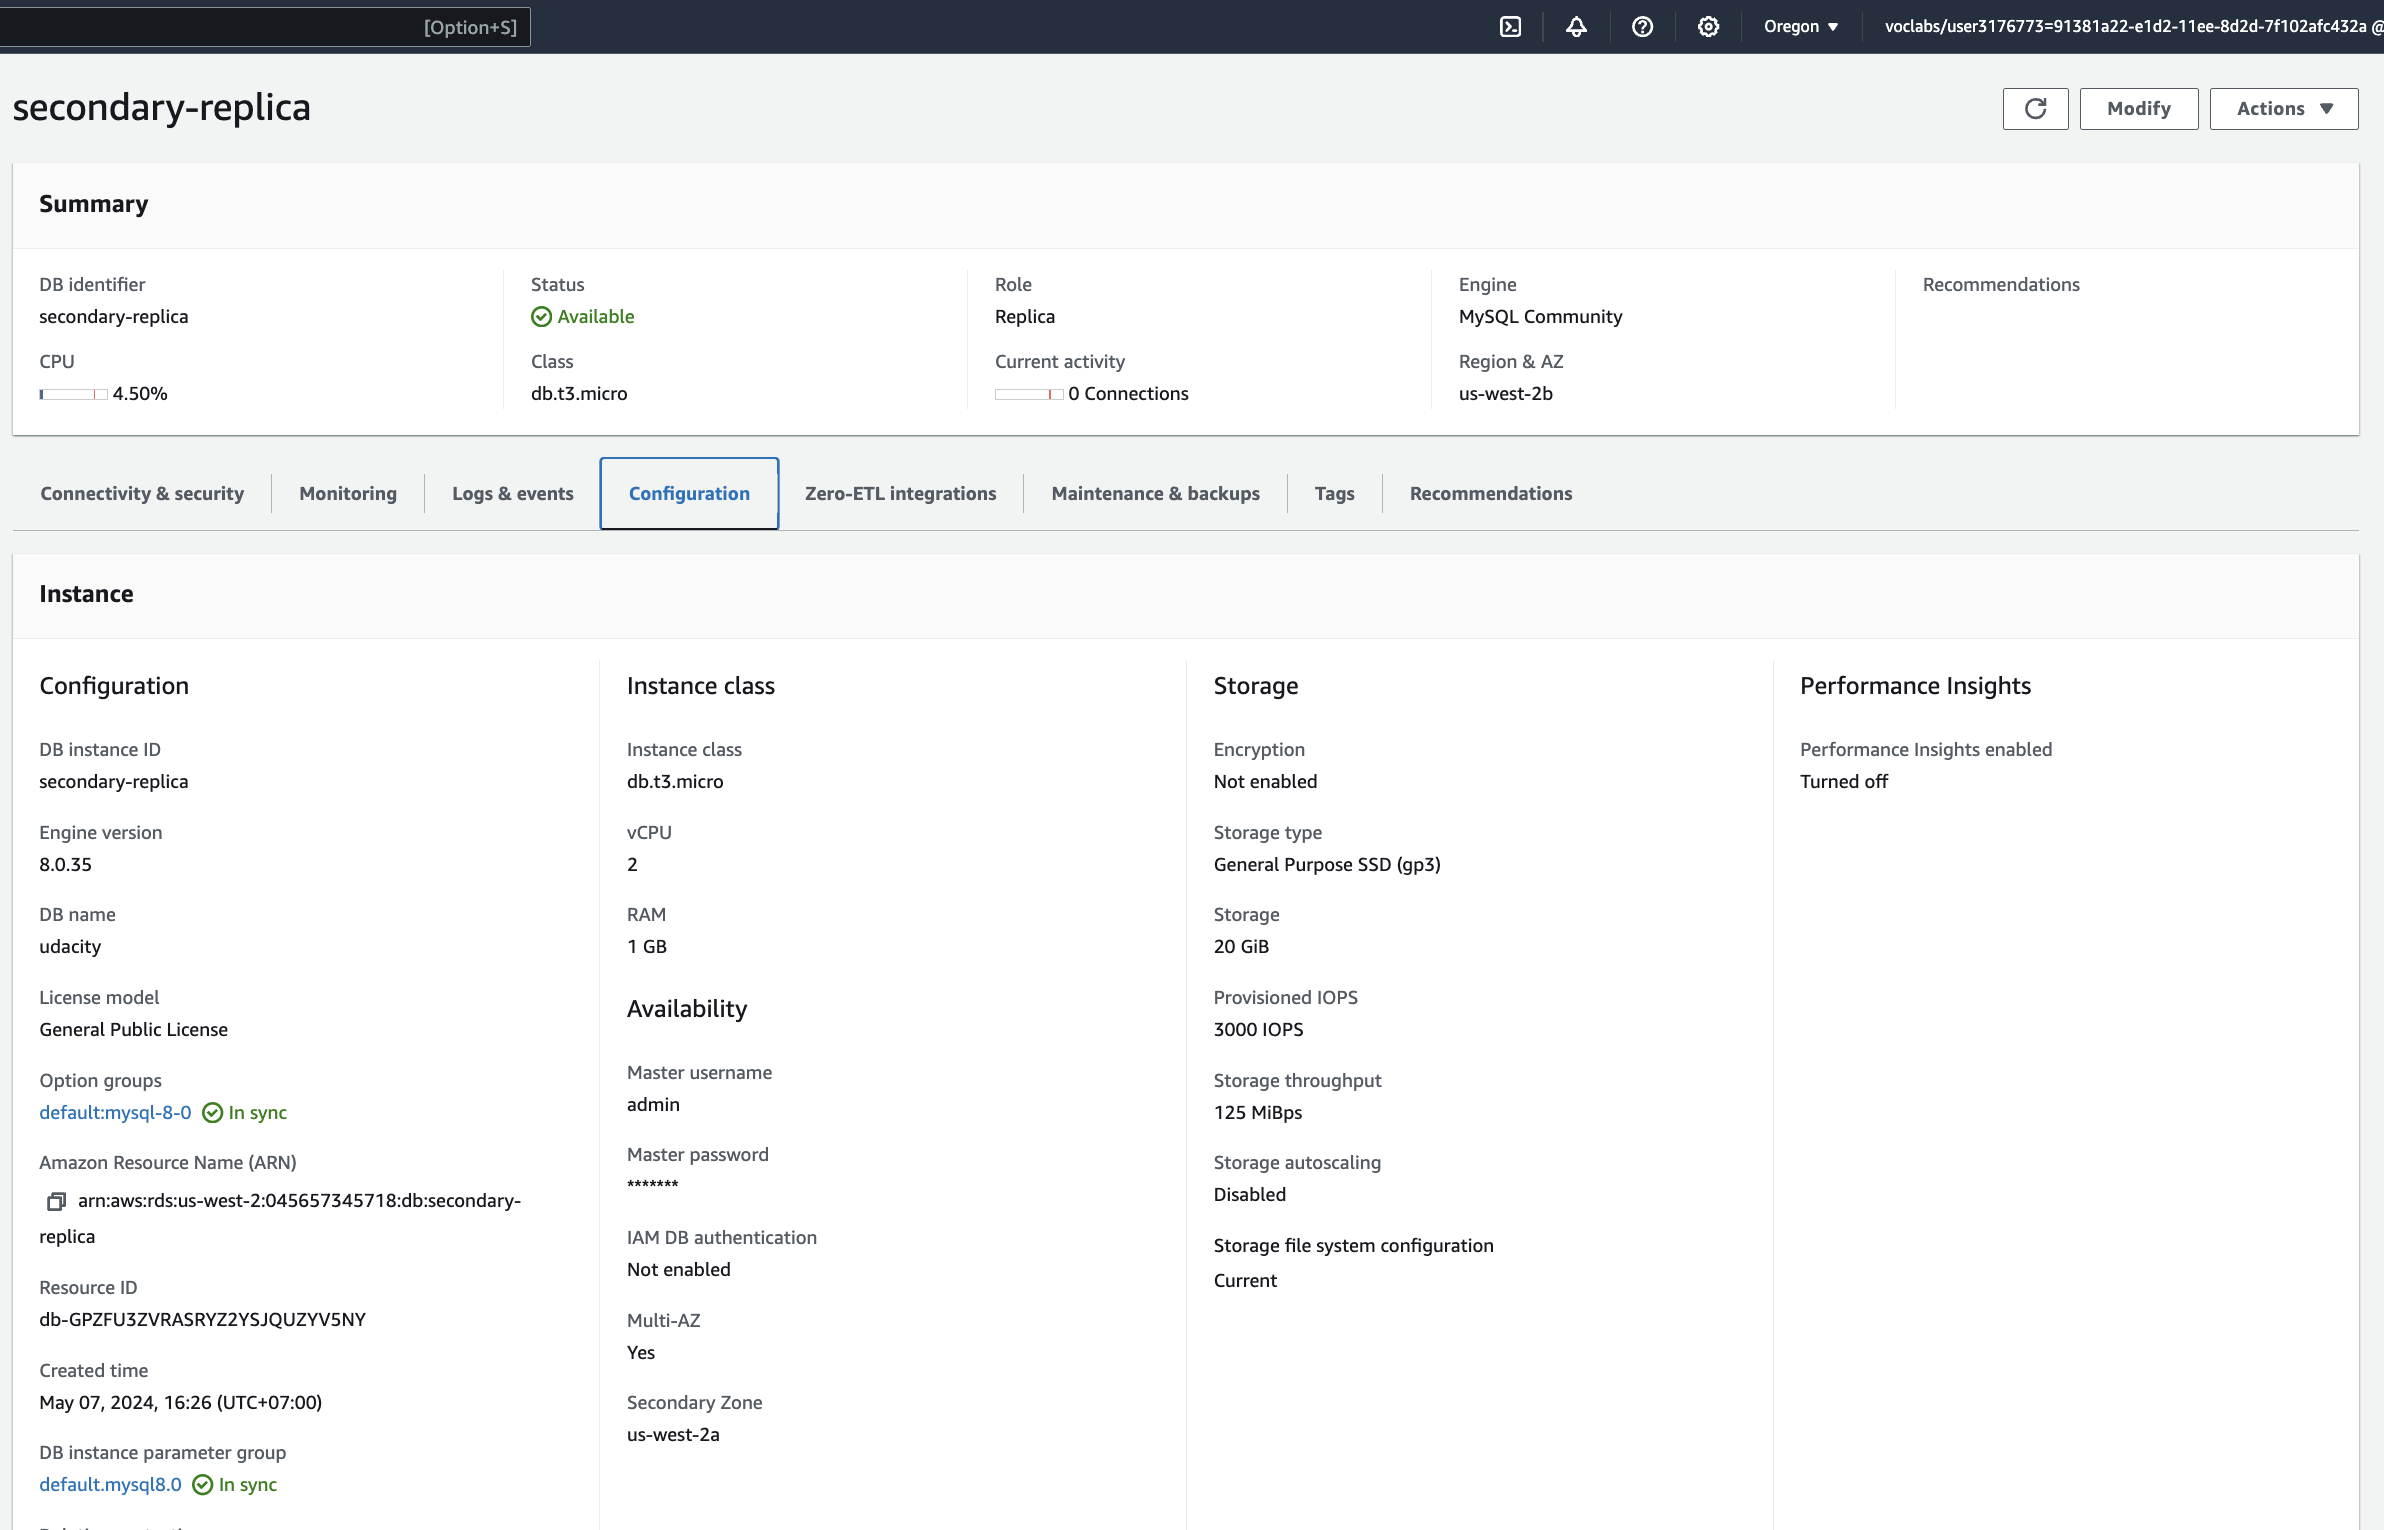 [Option+S]
Oregon
voclabs/user3176773=91381a22-e1d2-11ee-8d2d-7f102afc432a @
secondary-replica
Modify
Actions
Summary
DB identifier
secondary-replica
Status
Available
Role
Replica
Engine
MySQL Community
Recommendations
CPU
4.50%
Class
db.t3.micro
Current activity
0 Connections
Region & AZ
us-west-2b
Connectivity & security
Monitoring
Logs & events
Configuration
Zero-ETL integrations
Maintenance & backups
Tags
Recommendations
Instance
Configuration
DB instance ID
secondary-replica
Engine version
8.0.35
DB name
udacity
License model
General Public License
Option groups
default:mysql-8-0 In sync
Amazon Resource Name (ARN)
arn:aws:rds:us-west-2:045657345718:db:secondary-
replica
Resource ID
db-GPZFU3ZVRASRYZ2YSJQUZYV5NY
Created time
May 07, 2024, 16:26 (UTC+07:00)
DB instance parameter group
default.mysql8.0 In sync
Instance class
Instance class
db.t3.micro
vCPU
2
RAM
1 GB
Availability
Master username
admin
Master password
*******
IAM DB authentication
Not enabled
Multi-AZ
Yes
Secondary Zone
us-west-2a
Storage
Encryption
Not enabled
Storage type
General Purpose SSD (gp3)
Storage
20 GiB
Provisioned IOPS
3000 IOPS
Storage throughput
125 MiBps
Storage autoscaling
Disabled
Storage file system configuration
Current
Performance Insights
Performance Insights enabled
Turned off